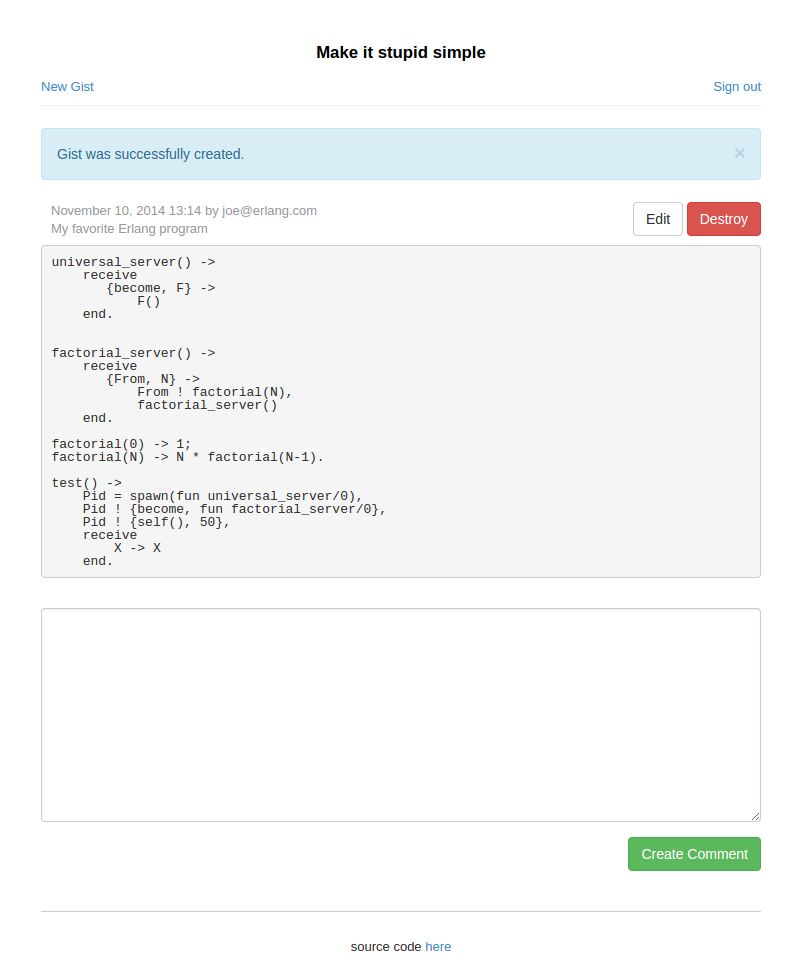 Make it stupid simple
New Gist
Sign out
Gist was successfully created.
×
November 10, 2014 13:14 by joe@erlang.com
My favorite Erlang program
Edit
Destroy
universal_server() ->
    receive
       {become, F} ->
           F()
    end.


factorial_server() ->
    receive
       {From, N} ->
           From ! factorial(N),
           factorial_server()
    end.

factorial(0) -> 1;
factorial(N) -> N * factorial(N-1).

test() ->
    Pid = spawn(fun universal_server/0),
    Pid ! {become, fun factorial_server/0},
    Pid ! {self(), 50},
    receive
        X -> X
    end.
Create Comment
source code here